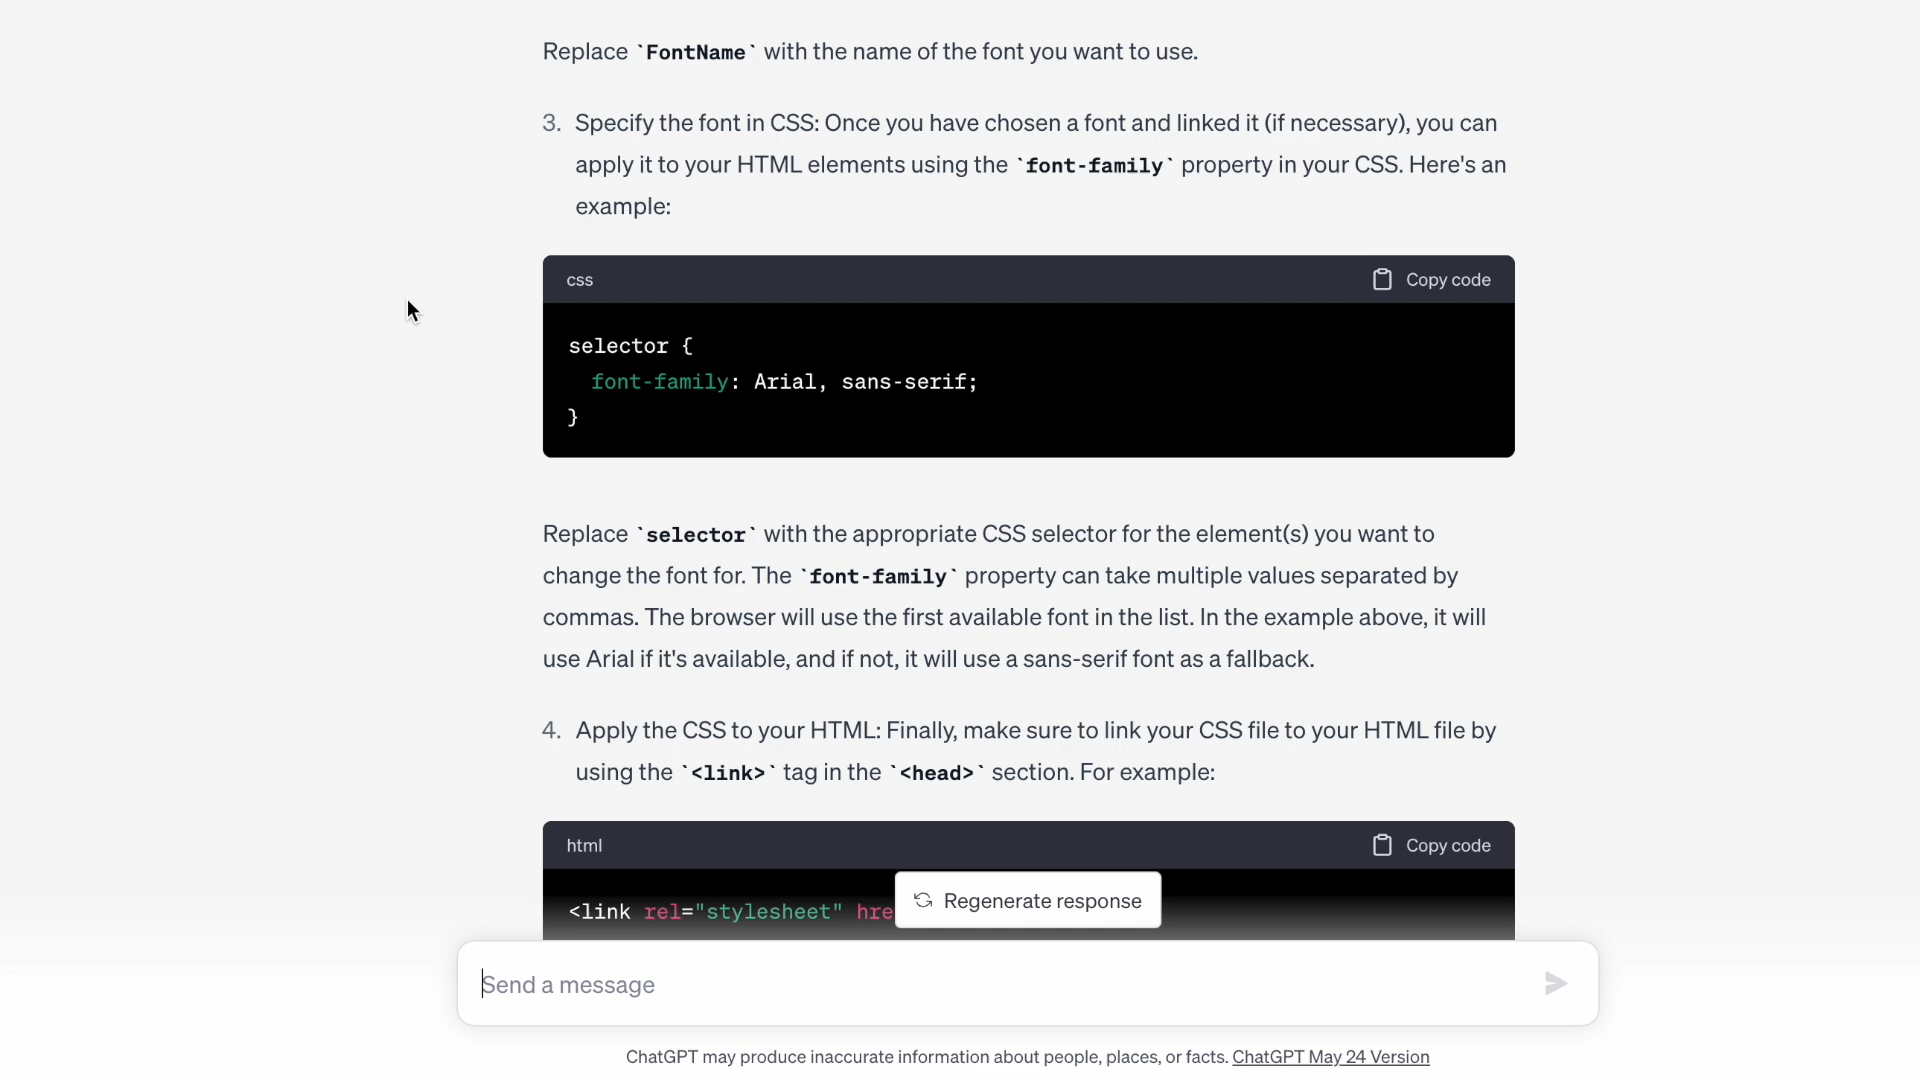 Replace `FontName` with the name of the font you want to use.
3. Specify the font in CSS: Once you have chosen a font and linked it (if necessary), you can
apply it to your HTML elements using the `font-family` property in your CSS. Here's an
example:
css Copy code
selector {
font-family: Arial, sans-serif;
}
Replace `selector` with the appropriate CSS selector for the element(s) you want to
change the font for. The `font-family` property can take multiple values separated by
commas. The browser will use the first available font in the list. In the example above, it will
use Arial if it's available, and if not, it will use a sans-serif font as a fallback.
4. Apply the CSS to your HTML: Finally, make sure to link your CSS file to your HTML file by
using the `<link>` tag in the `<head>` section. For example:
html Copy code
<link rel="stylesheet" hre
Regenerate response
Send a message
ChatGPT may produce inaccurate information about people, places, or facts. ChatGPT May 24 Version